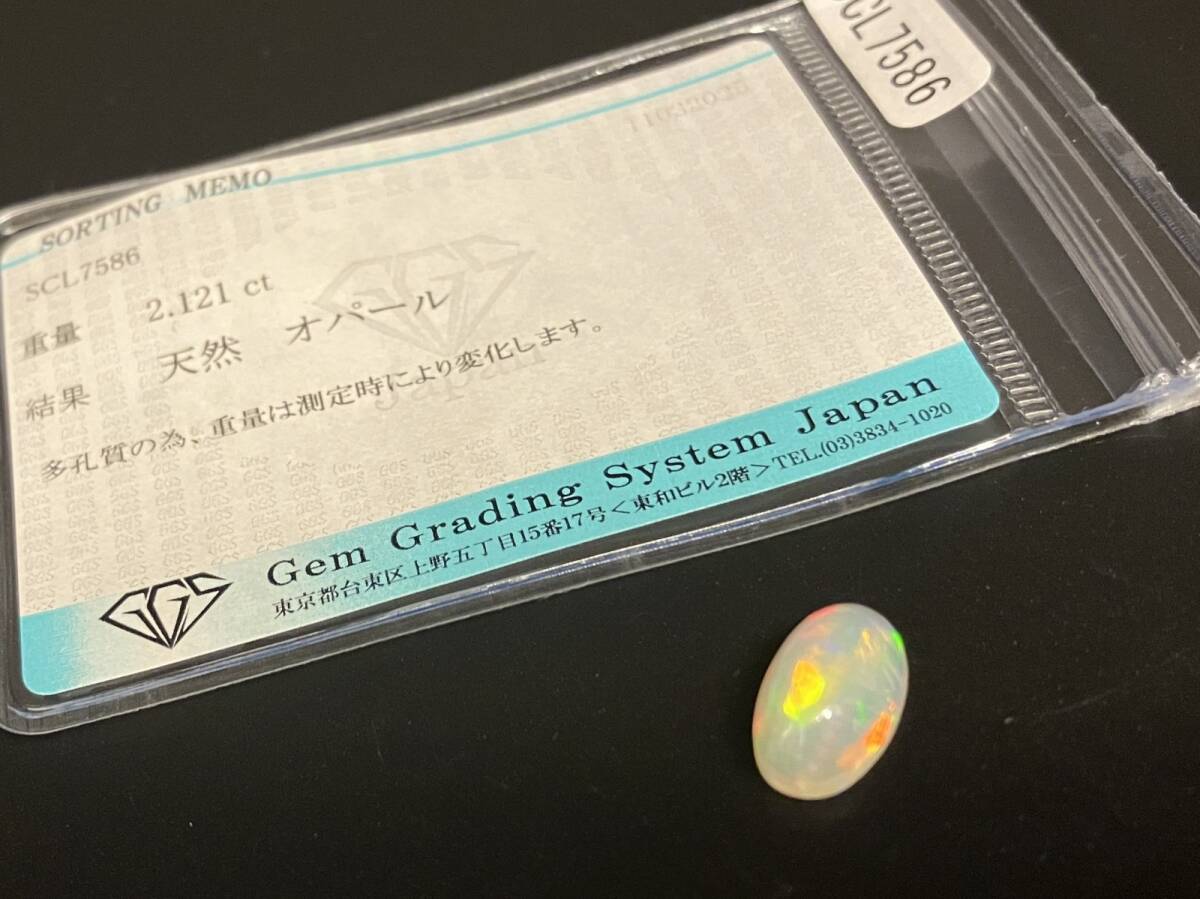 SCL7586
SORTING MEMO
SCL7586
重量 2.121 ct
結果 天然 オパール
多孔質の為、重量は測定時により変化します。
Japan
GGS
Gem Grading System Japan
東京都台東区上野五丁目15番17号<東和ビル2階>TEL.(03)3834-1020